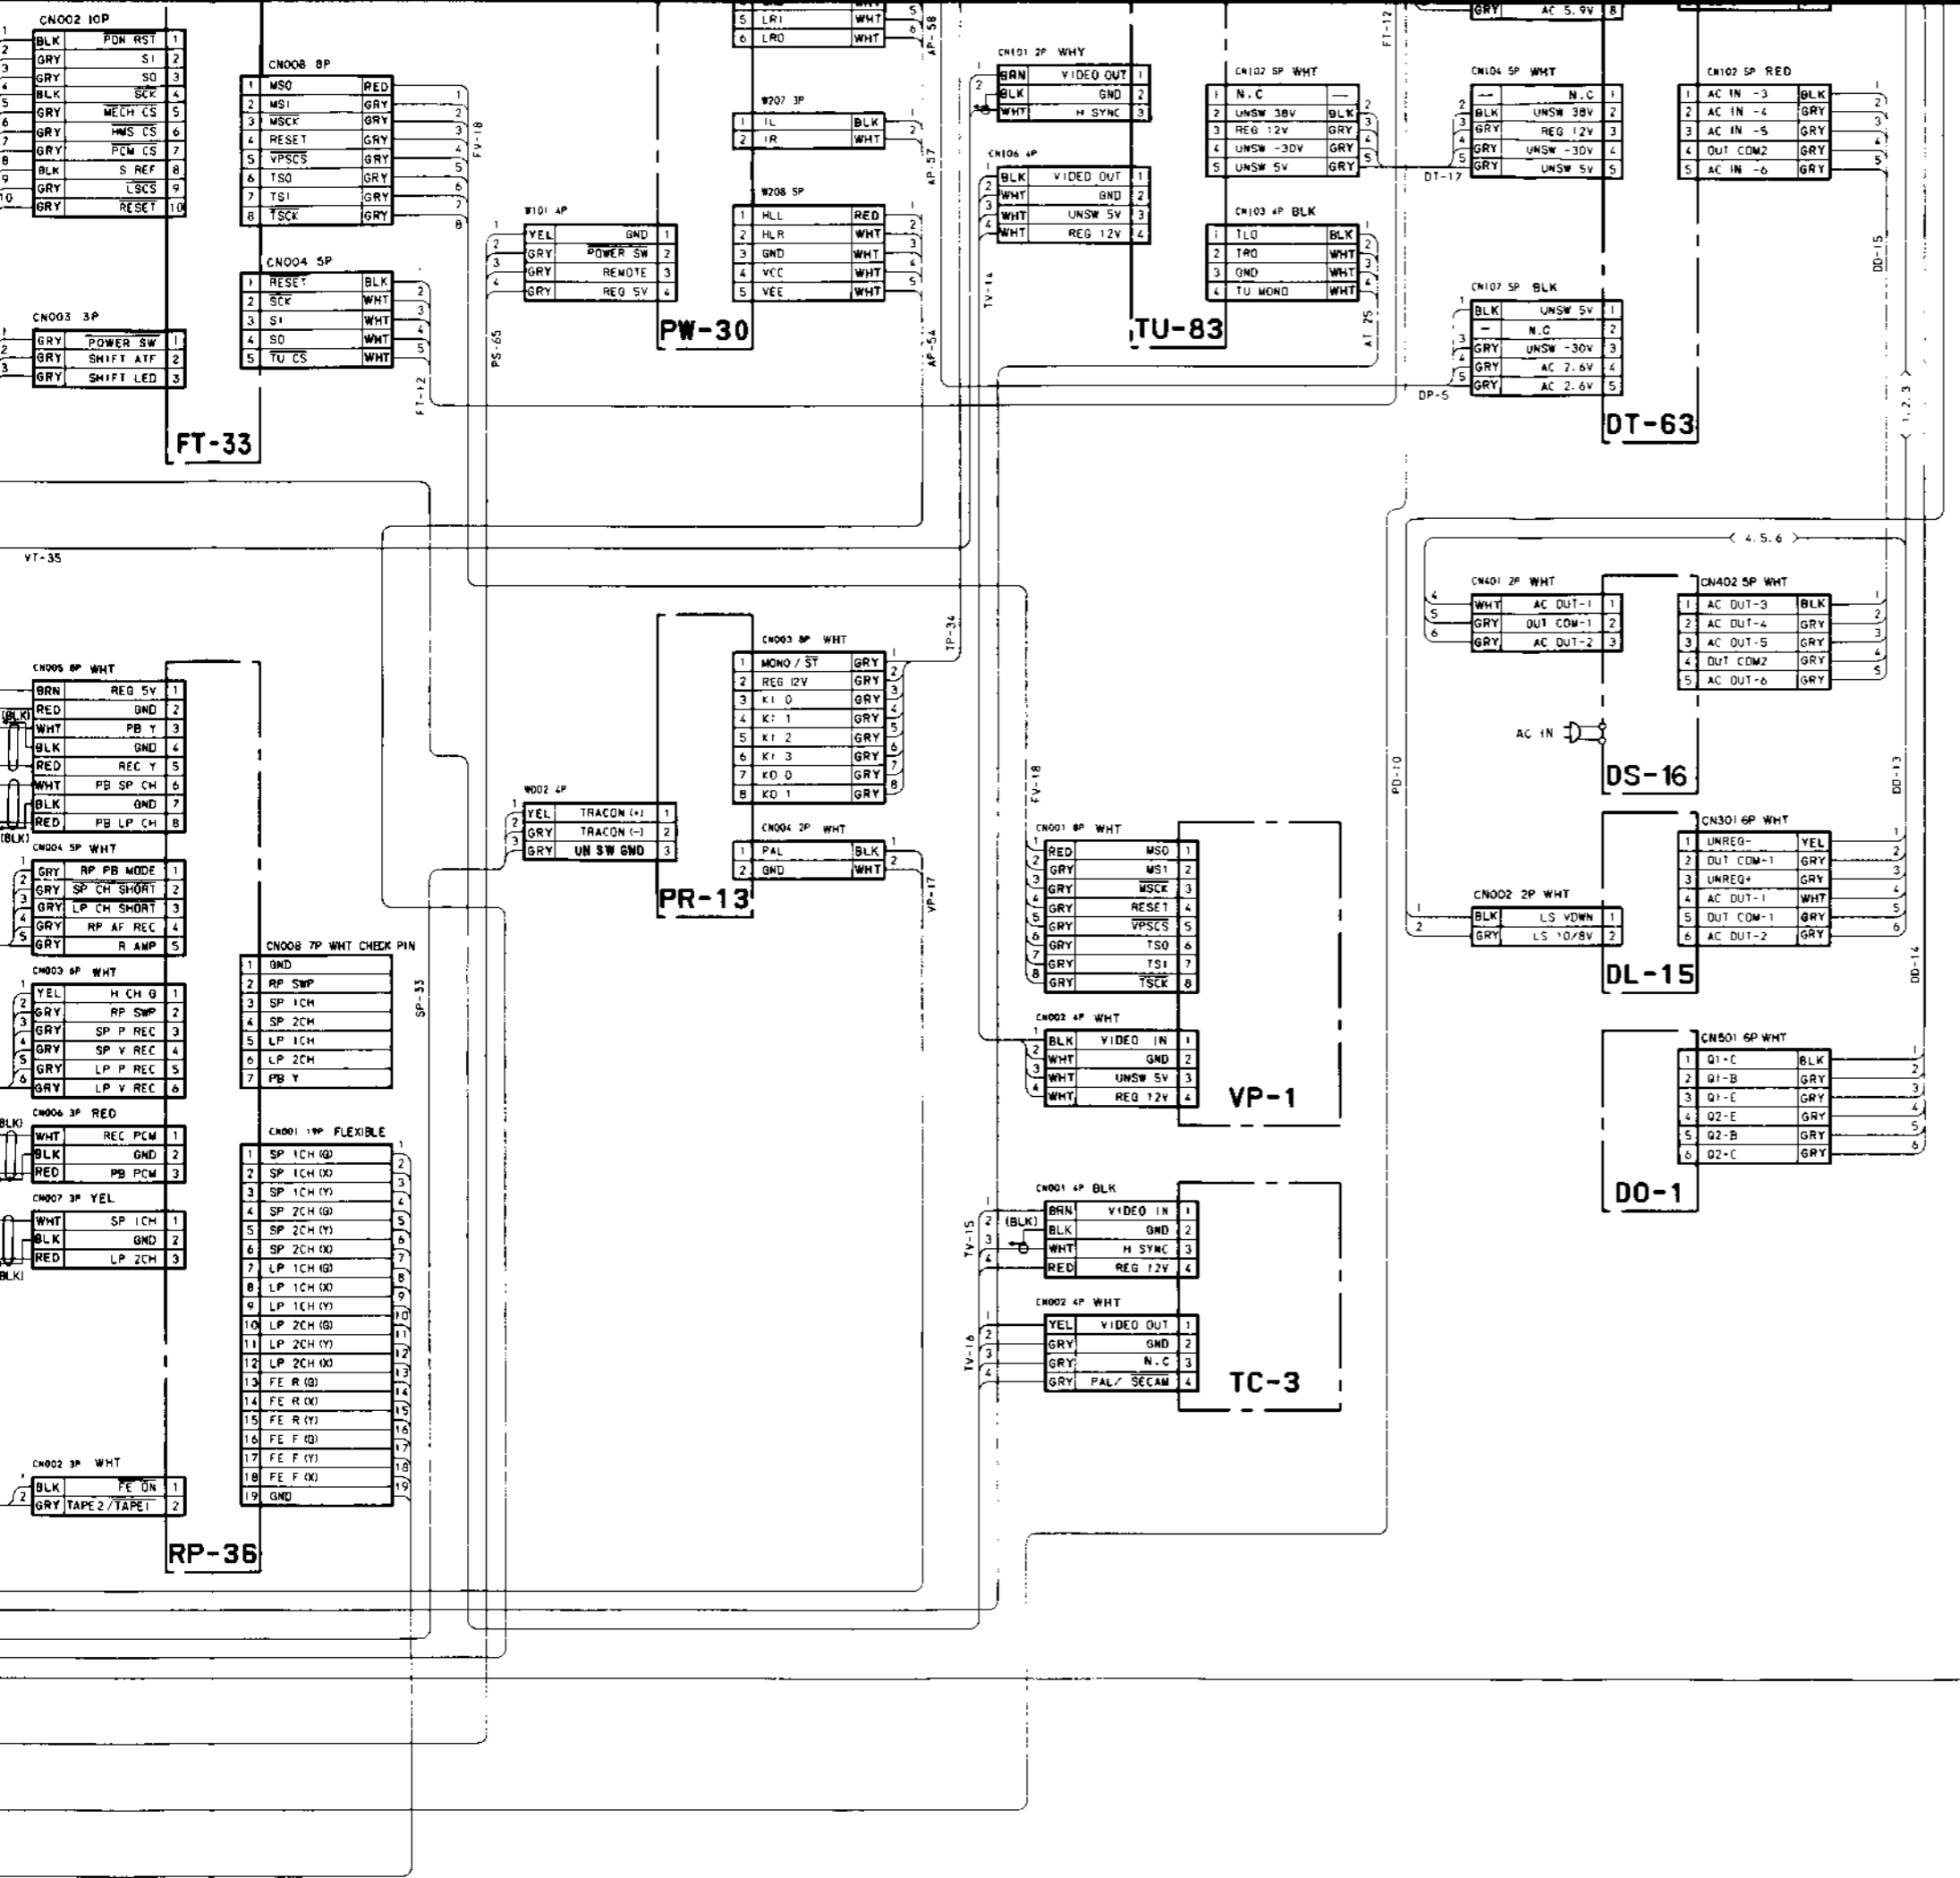 CN002 10P
BLK PON RST 1
GRY SI 2
GRY SO 3
BLK SCK 4
GRY MECH CS 5
GRY HMS CS 6
GRY PCM CS 7
BLK S REF 8
GRY LSCS 9
GRY RESET 10
CN003 3P
GRY POWER SW 1
GRY SHIFT ATF 2
GRY SHIFT LED 3
CN008 8P
1 MSO RED
2 MSI GRY
3 MSCK GRY
4 RESET GRY
5 VPSCS GRY
6 TSO GRY
7 TSI GRY
8 TSCK GRY
FV-18
CN004 5P
1 RESET BLK
2 SCK WHT
3 SI WHT
4 SO WHT
5 TU CS WHT
FT-12
FT-33
VT-35
5 LRI WHT
6 LRO WHT
AP-58
W207 3P
1 IL BLK
2 IR WHT
AP-57
W208 5P
1 HLL RED
2 HLR WHT
3 GND WHT
4 VCC WHT
5 VEE WHT
AP-54
W101 4P
YEL GND 1
GRY POWER SW 2
GRY REMOTE 3
GRY REG 5V 4
PS-65
PW-30
CN101 2P WHY
BRN VIDEO OUT 1
BLK GND 2
WHT H SYNC 3
CN106 4P
BLK VIDEO OUT 1
WHT GND 2
WHT UNSW 5V 3
WHT REG 12V 4
TV-14
CN102 5P WHT
1 N.C —
2 UNSW 38V BLK
3 REG 12V GRY
4 UNSW -30V GRY
5 UNSW 5V GRY
DT-17
CN103 4P BLK
1 TLO BLK
2 TRO WHT
3 GND WHT
4 TU MONO WHT
AT 25
TU-83
FT-12
GRY AC 5.9V 8
CN104 5P WHT
— N.C 1
BLK UNSW 38V 2
GRY REG 12V 3
GRY UNSW -30V 4
GRY UNSW 5V 5
CN107 5P BLK
BLK UNSW 5V 1
— N.C 2
GRY UNSW -30V 3
GRY AC 2.6V 4
GRY AC 2.6V 5
DP-5
CN102 5P RED
1 AC IN -3 BLK
2 AC IN -4 GRY
3 AC IN -5 GRY
4 OUT COM2 GRY
5 AC IN -6 GRY
DD-15
1.2.3
DT-63
4.5.6
CN401 2P WHT
WHT AC OUT-1 1
GRY OUT COM-1 2
GRY AC OUT-2 3
CN402 5P WHT
1 AC OUT-3 BLK
2 AC OUT-4 GRY
3 AC OUT-5 GRY
4 OUT COM2 GRY
5 AC OUT-6 GRY
AC IN
DS-16
PD-10
DD-13
CN002 2P WHT
BLK LS VDWN 1
GRY LS 10/8V 2
CN301 6P WHT
1 UNREG- YEL
2 OUT COM-1 GRY
3 UNREG+ GRY
4 AC OUT-1 WHT
5 OUT COM-1 GRY
6 AC OUT-2 GRY
DL-15
DD-14
CN501 6P WHT
1 Q1-C BLK
2 Q1-B GRY
3 Q1-E GRY
4 Q2-E GRY
5 Q2-B GRY
6 Q2-C GRY
DO-1
CN005 8P WHT
BRN REG 5V 1
RED GND 2
(BLK)
WHT PB Y 3
BLK GND 4
RED REC Y 5
WHT PB SP CH 6
BLK GND 7
RED PB LP CH 8
(BLK)
CN004 5P WHT
GRY RP PB MODE 1
GRY SP CH SHORT 2
GRY LP CH SHORT 3
GRY RP AF REC 4
GRY R AMP 5
CN003 6P WHT
YEL H CH G 1
GRY RP SWP 2
GRY SP P REC 3
GRY SP V REC 4
GRY LP P REC 5
GRY LP V REC 6
CN006 3P RED
WHT REC PCM 1
BLK GND 2
RED PB PCM 3
CN007 3P YEL
WHT SP 1CH 1
BLK GND 2
RED LP 2CH 3
CN002 3P WHT
BLK FE ON 1
GRY TAPE2/TAPE1 2
CN008 7P WHT CHECK PIN
1 GND
2 RP SWP
3 SP 1CH
4 SP 2CH
5 LP 1CH
6 LP 2CH
7 PB Y
CN001 19P FLEXIBLE
1 SP 1CH (G)
2 SP 1CH (X)
3 SP 1CH (Y)
4 SP 2CH (G)
5 SP 2CH (Y)
6 SP 2CH (X)
7 LP 1CH (G)
8 LP 1CH (X)
9 LP 1CH (Y)
10 LP 2CH (G)
11 LP 2CH (Y)
12 LP 2CH (X)
13 FE R (G)
14 FE R (X)
15 FE R (Y)
16 FE F (G)
17 FE F (Y)
18 FE F (X)
19 GND
RP-36
SP-33
W002 4P
YEL TRACON (+) 1
GRY TRACON (-) 2
GRY UN SW GND 3
CN003 8P WHT
1 MONO / ST GRY
2 REG 12V GRY
3 KI 0 GRY
4 KI 1 GRY
5 KI 2 GRY
6 KI 3 GRY
7 KO 0 GRY
8 KO 1 GRY
TP-34
CN004 2P WHT
1 PAL BLK
2 GND WHT
VP-17
PR-13
FV-18
CN001 8P WHT
RED MSO 1
GRY MS1 2
GRY MSCK 3
GRY RESET 4
GRY VPSCS 5
GRY TSO 6
GRY TSI 7
GRY TSCK 8
CN002 4P WHT
BLK VIDEO IN 1
WHT GND 2
WHT UNSW 5V 3
WHT REG 12V 4
VP-1
CN001 4P BLK
BRN VIDEO IN 1
(BLK)
BLK GND 2
WHT H SYNC 3
RED REG 12V 4
TV-15
CN002 4P WHT
YEL VIDEO OUT 1
GRY GND 2
GRY N.C 3
GRY PAL/ SECAM 4
TV-16
TC-3